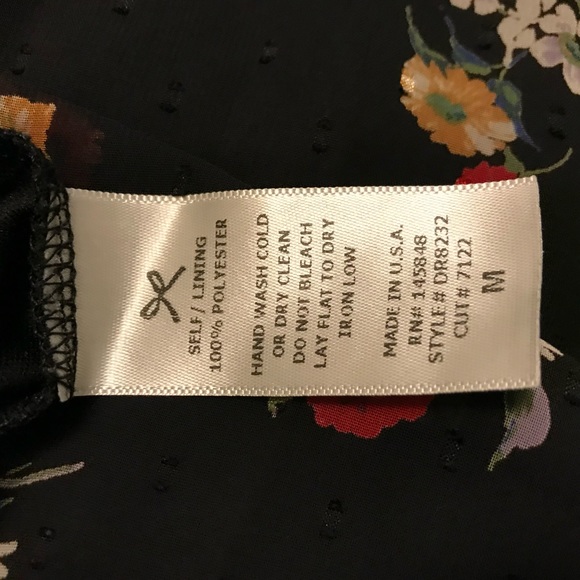 SELF / LINING
100% POLYESTER
HAND WASH COLD
OR DRY CLEAN
DO NOT BLEACH
LAY FLAT TO DRY
IRON LOW
MADE IN U.S.A.
RN# 145848
STYLE# DR8232
CUT# 7122
M